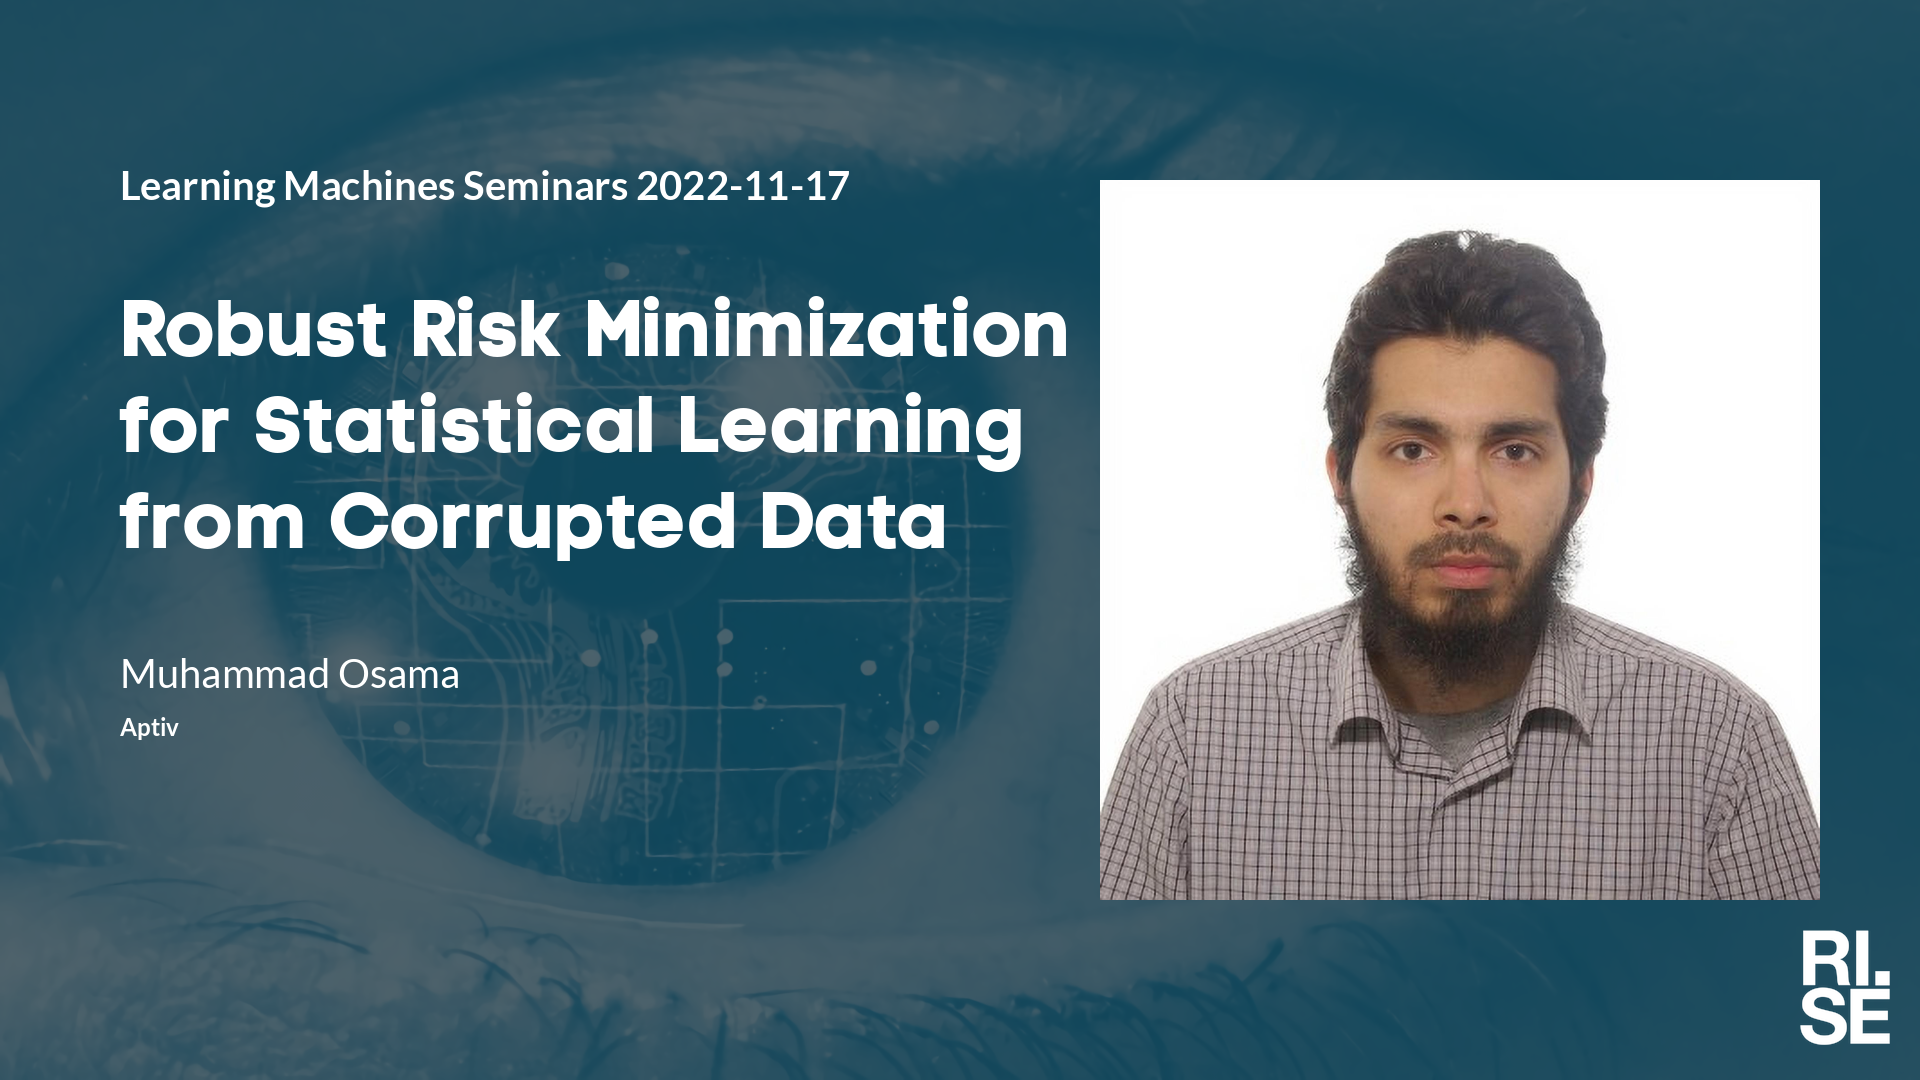 Learning Machines Seminars 2022-11-17
Robust Risk Minimization
for Statistical Learning
from Corrupted Data
Muhammad Osama
Aptiv
RI.
SE